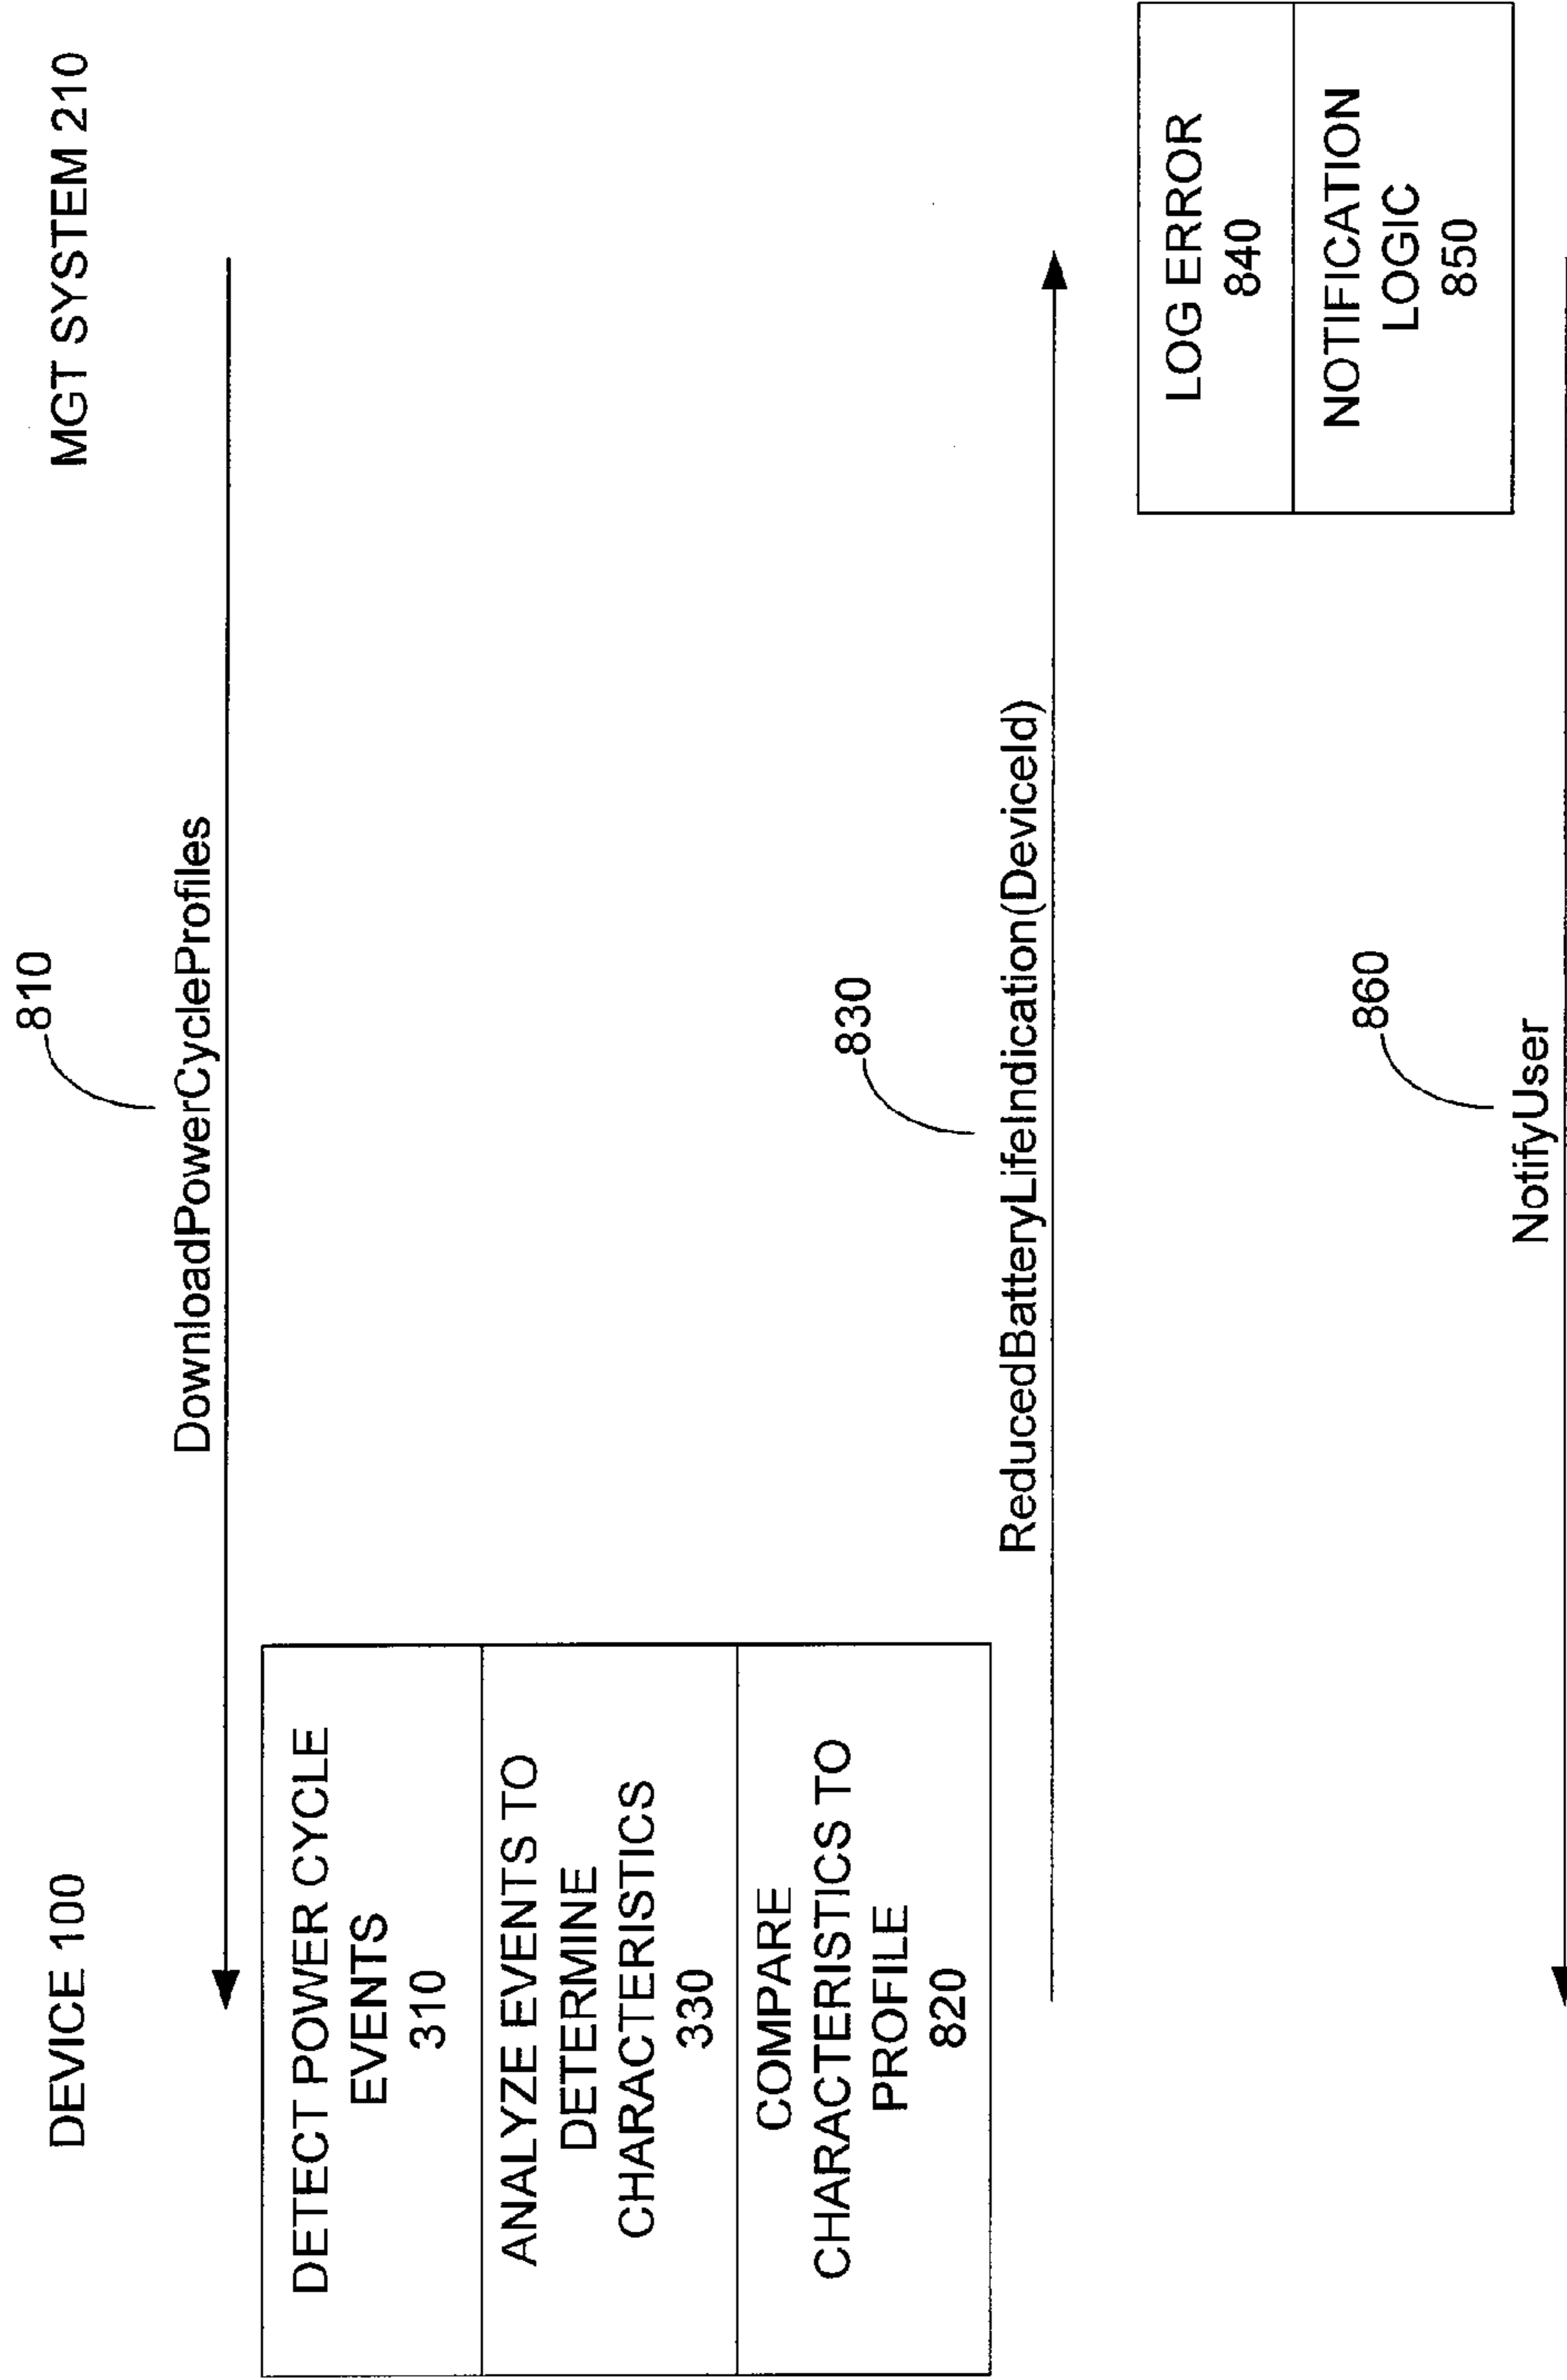 DEVICE 100
MGT SYSTEM 210
810
DownloadPowerCycleProfiles
DETECT POWER CYCLE
EVENTS
310
ANALYZE EVENTS TO
DETERMINE
CHARACTERISTICS
330
COMPARE
CHARACTERISTICS TO
PROFILE
820
830
ReducedBatteryLifeIndication(DeviceId)
LOG ERROR
840
NOTIFICATION
LOGIC
850
860
NotifyUser